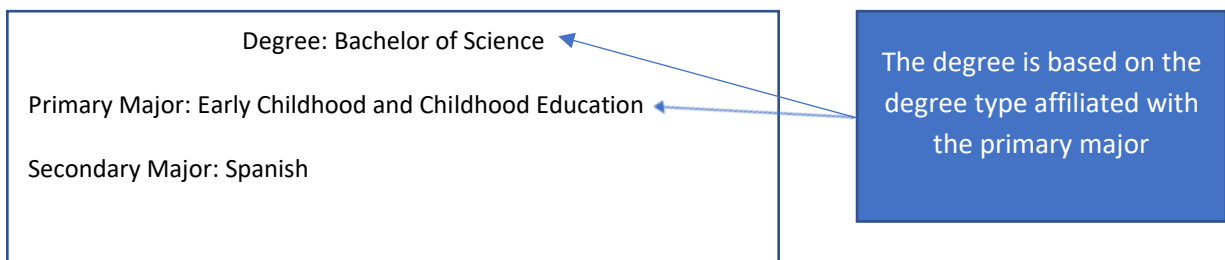 Degree: Bachelor of Science
Primary Major: Early Childhood and Childhood Education
Secondary Major: Spanish
The degree is based on the
degree type affiliated with
the primary major